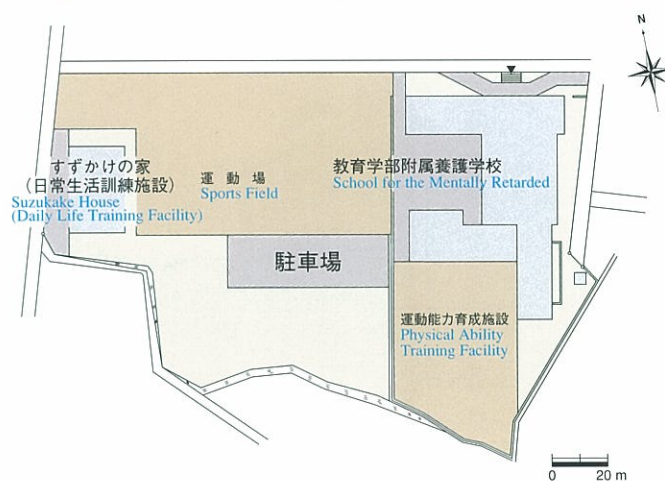 N
すずかけの家
(日常生活訓練施設)
Suzukake House
(Daily Life Training Facility)
運動場
Sports Field
教育学部附属養護学校
School for the Mentally Retarded
駐車場
運動能力育成施設
Physical Ability
Training Facility
0 20 m